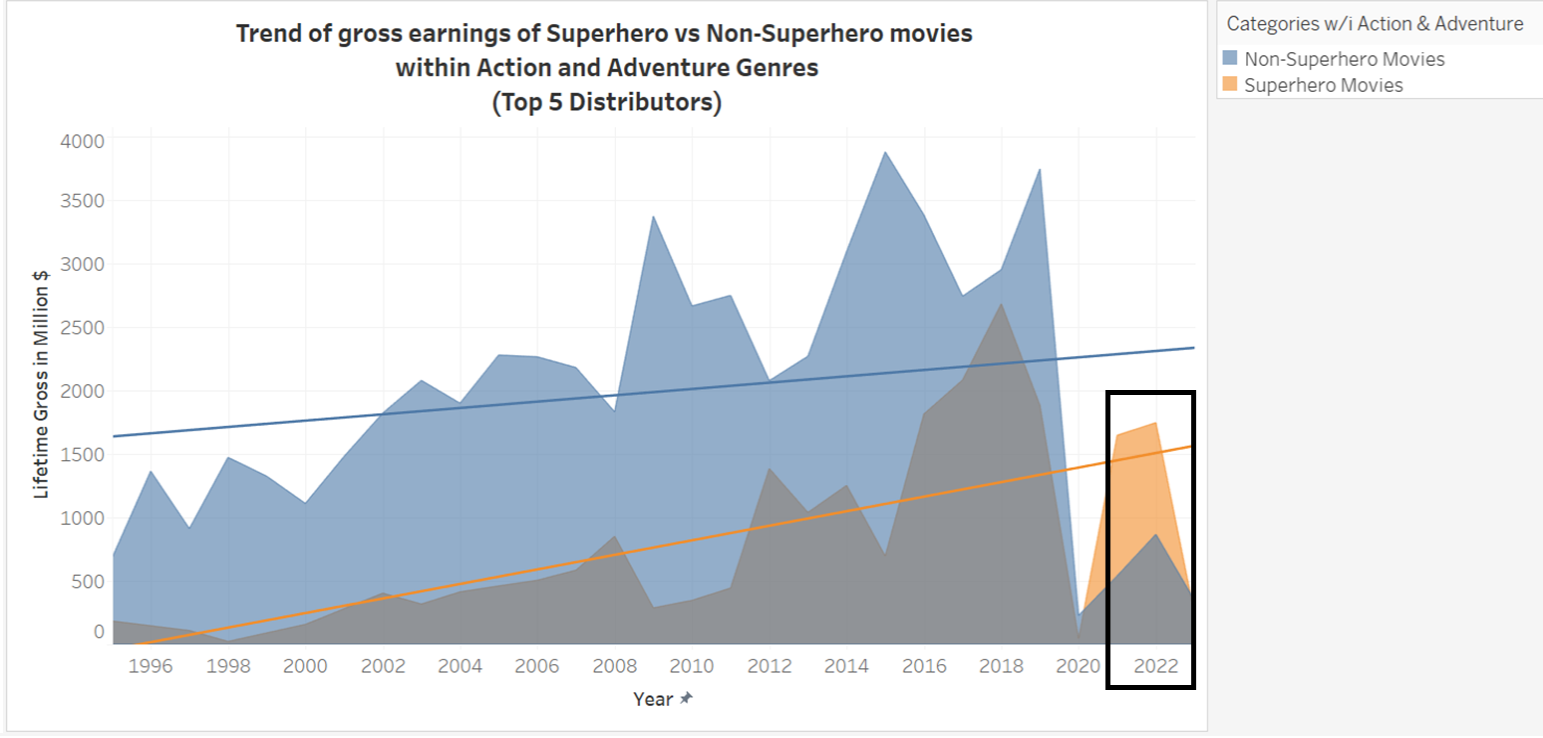 Trend of gross earnings of Superhero vs Non-Superhero movies
within Action and Adventure Genres
(Top 5 Distributors)
Categories w/i Action & Adventure
Non-Superhero Movies
Superhero Movies
Lifetime Gross in Million $
4000
3500
3000
2500
2000
1500
1000
500
0
1996 1998 2000 2002 2004 2006 2008 2010 2012 2014 2016 2018 2020 2022
Year